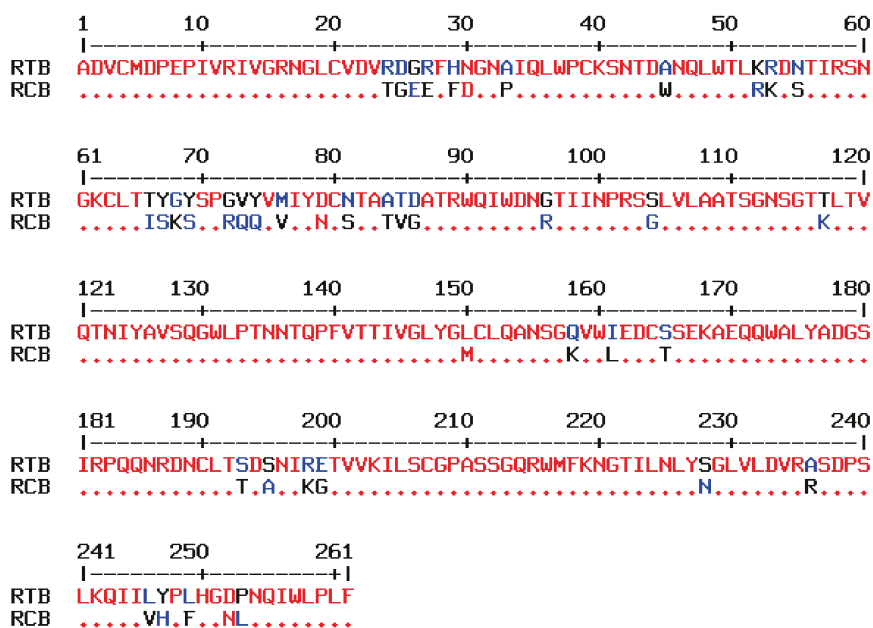 1 10 20 30 40 50 60
|--------+---------+---------+---------+---------+---------|
RTB ADVCMDPEPIVRIVGRNGLCVDVRDGRFHNGNAIQLWPCKSNTDANQLWTLKRDNTIRSN
RCB .......................TGEE.FD..P...........W......RK.S.....
61 70 80 90 100 110 120
|--------+---------+---------+---------+---------+---------|
RTB GKCLTTYGYSPGVYVMIYDCNTAATDATRWQIWDNGTIINPRSSLVLAATSGNSGTTLTV
RCB .....ISKS..RQQ.V..N.S..TVG.........R.......G............K...
121 130 140 150 160 170 180
|--------+---------+---------+---------+---------+---------|
RTB QTNIYAVSQGWLPTNNTQPFVTTIVGLYGLCLQANSGQVWIEDCSSEKAEQQWALYADGS
RCB .............................M.......K..L...T...............
181 190 200 210 220 230 240
|--------+---------+---------+---------+---------+---------|
RTB IRPQQNRDNCLTSDSNIRETVVKILSCGPASSGQRWMFKNGTILNLYSGLVLDVRASDPS
RCB ............T.A..KG............................N.......R....
241 250 261
|--------+---------+|
RTB LKQIILYPLHGDPNQIWLPLF
RCB .....VH.F..NL........